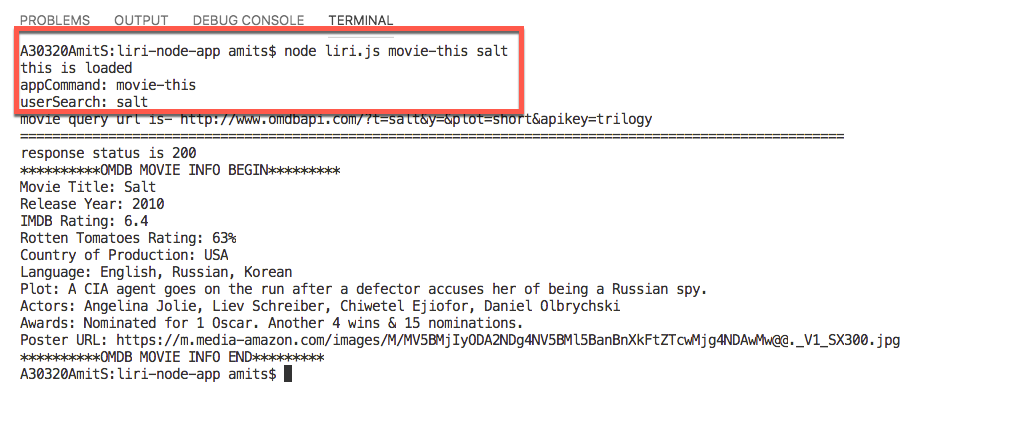 PROBLEMS OUTPUT DEBUG CONSOLE TERMINAL
A30320AmitS:liri-node-app amits$ node liri.js movie-this salt
this is loaded
appCommand: movie-this
userSearch: salt
movie query url is- http://www.omdbapi.com/?t=salt&y=&plot=short&apikey=trilogy
=======================================================================================================
response status is 200
**********OMDB MOVIE INFO BEGIN*********
Movie Title: Salt
Release Year: 2010
IMDB Rating: 6.4
Rotten Tomatoes Rating: 63%
Country of Production: USA
Language: English, Russian, Korean
Plot: A CIA agent goes on the run after a defector accuses her of being a Russian spy.
Actors: Angelina Jolie, Liev Schreiber, Chiwetel Ejiofor, Daniel Olbrychski
Awards: Nominated for 1 Oscar. Another 4 wins & 15 nominations.
Poster URL: https://m.media-amazon.com/images/M/MV5BMjIyODA2NDg4NV5BMl5BanBnXkFtZTcwMjg4NDAwMw@@._V1_SX300.jpg
**********OMDB MOVIE INFO END*********
A30320AmitS:liri-node-app amits$